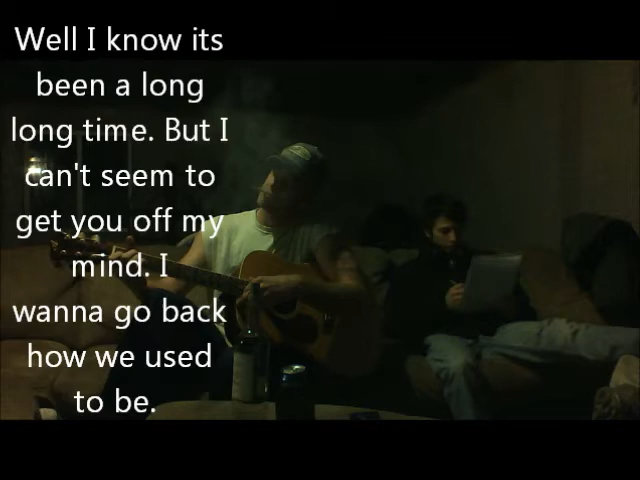 Well I know its
been a long
long time. But I
can't seem to
get you off my
mind. I
wanna go back
how we used
to be.